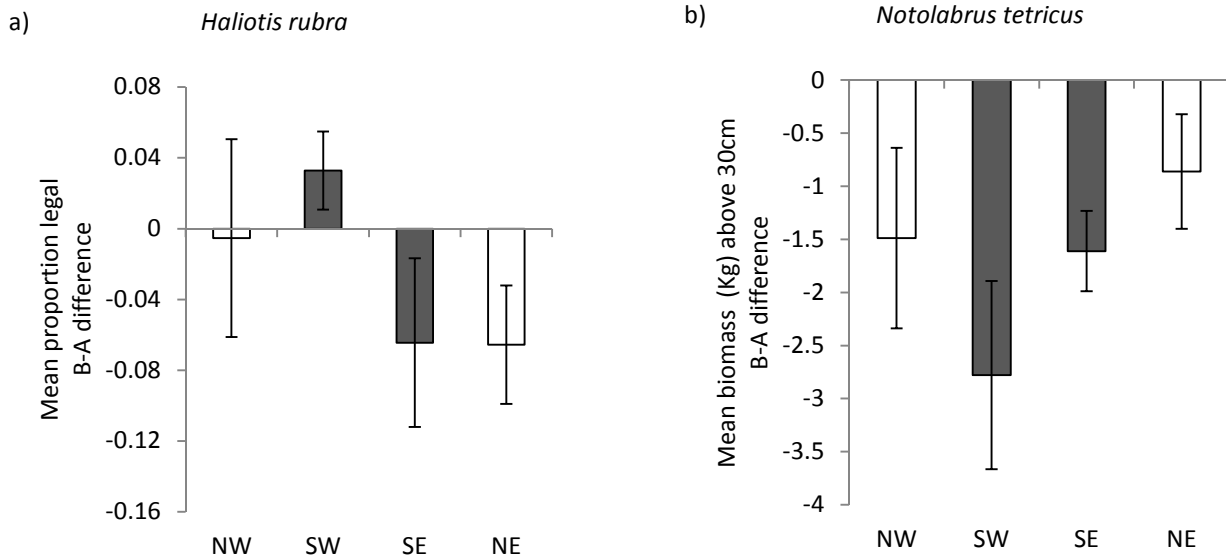 a)
Haliotis rubra
Mean proportion legal
B-A difference
0.08
0.04
0
-0.04
-0.08
-0.12
-0.16
NW SW SE NE
b)
Notolabrus tetricus
Mean biomass (Kg) above 30cm
B-A difference
0
-0.5
-1
-1.5
-2
-2.5
-3
-3.5
-4
NW SW SE NE